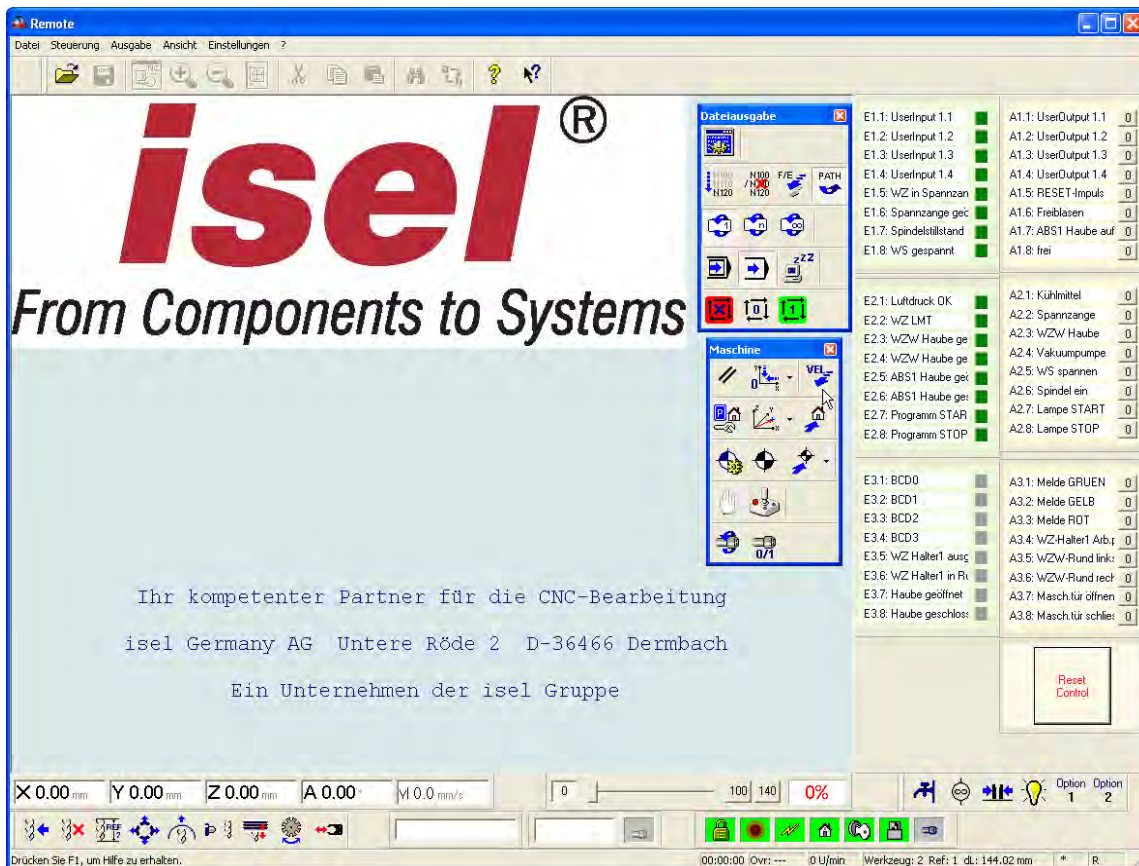 Remote
Datei Steuerung Ausgabe Ansicht Einstellungen ?
isel®
From Components to Systems
Dateiausgabe
N100
N110
N120
N100
N120
F/E
PATH
1
n
∞
zzz
X
0
1
Maschine
0
Y
X
VEL
P
Z
Y
X
0/1
E1.1: UserInput 1.1
E1.2: UserInput 1.2
E1.3: UserInput 1.3
E1.4: UserInput 1.4
E1.5: WZ in Spannzan
E1.6: Spannzange geö
E1.7: Spindelstillstand
E1.8: WS gespannt
A1.1: UserOutput 1.1 0
A1.2: UserOutput 1.2 0
A1.3: UserOutput 1.3 0
A1.4: UserOutput 1.4 0
A1.5: RESET-Impuls 0
A1.6: Freiblasen 0
A1.7: ABS1 Haube auf 0
A1.8: frei 0
E2.1: Luftdruck OK
E2.2: WZ LMT
E2.3: WZW Haube ge
E2.4: WZW Haube ge
E2.5: ABS1 Haube geö
E2.6: ABS1 Haube ges
E2.7: Programm STAR
E2.8: Programm STOP
A2.1: Kühlmittel 0
A2.2: Spannzange 0
A2.3: WZW Haube 0
A2.4: Vakuumpumpe 0
A2.5: WS spannen 0
A2.6: Spindel ein 0
A2.7: Lampe START 0
A2.8: Lampe STOP 0
E3.1: BCD0
E3.2: BCD1
E3.3: BCD2
E3.4: BCD3
E3.5: WZ Halter1 ausg
E3.6: WZ Halter1 in Ru
E3.7: Haube geöffnet
E3.8: Haube geschloss
A3.1: Melde GRUEN 0
A3.2: Melde GELB 0
A3.3: Melde ROT 0
A3.4: WZ-Halter1 Arb.p 0
A3.5: WZW-Rund links 0
A3.6: WZW-Rund rech 0
A3.7: Masch.tür öffnen 0
A3.8: Masch.tür schlies 0
Reset
Control
Ihr kompetenter Partner für die CNC-Bearbeitung
isel Germany AG Untere Röde 2 D-36466 Dermbach
Ein Unternehmen der isel Gruppe
X 0.00 mm Y 0.00 mm Z 0.00 mm A 0.00 ° M 0.0 mm/s 0 100 140 0%
Option 1
Option 2
REF
Drücken Sie F1, um Hilfe zu erhalten. 00:00:00 Ovr: --- 0 U/min Werkzeug: 2 Ref: 1 dL: 144.02 mm * R